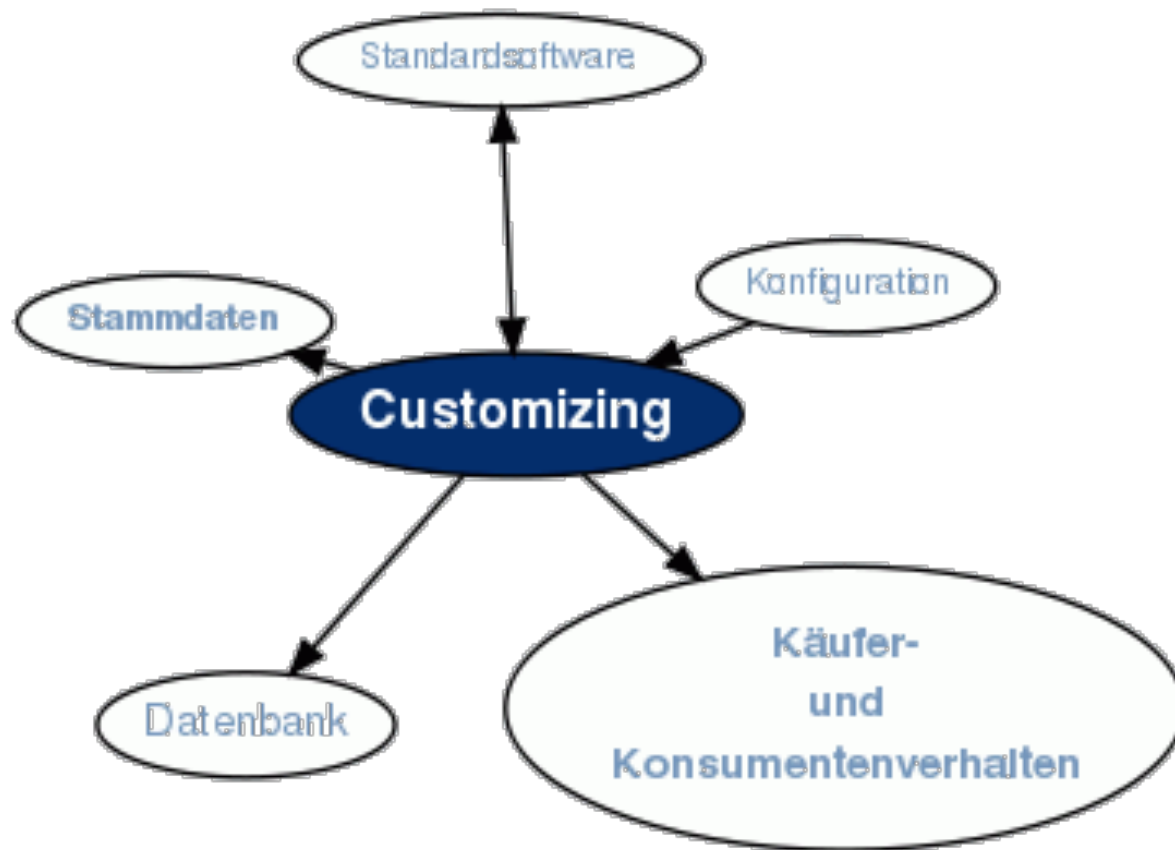 Standardsoftware
Konfiguration
Stammdaten
Customizing
Käufer-
und
Konsumentenverhalten
Datenbank